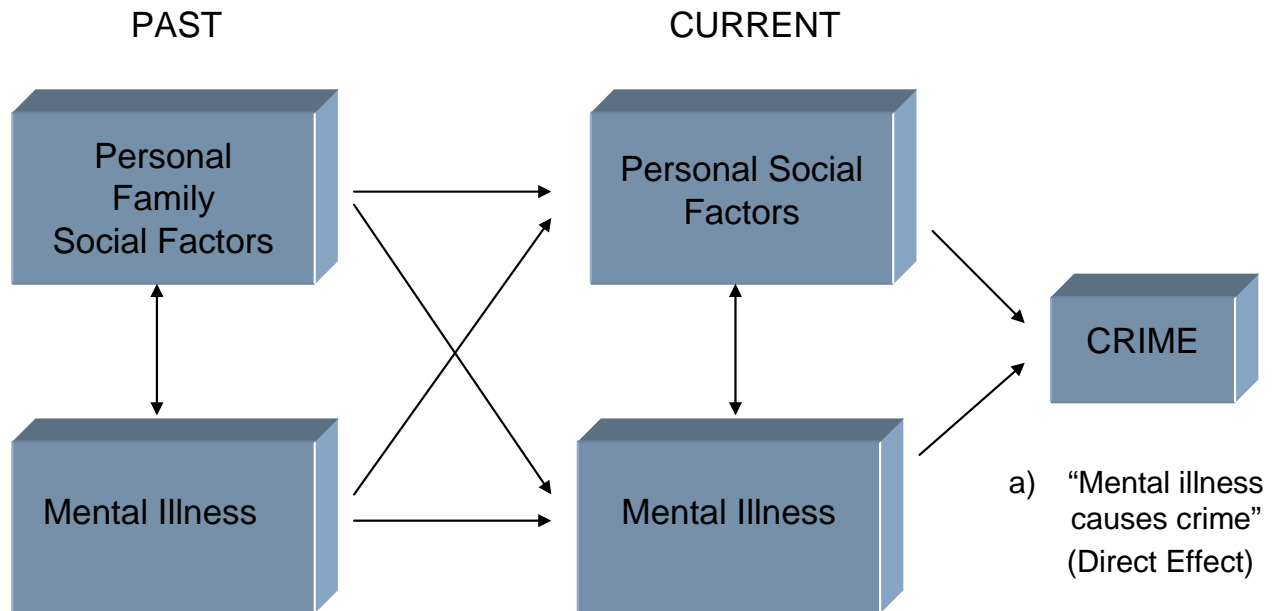 PAST
CURRENT
Personal
Family
Social Factors
Personal Social
Factors
CRIME
Mental Illness
Mental Illness
a) “Mental illness
causes crime”
(Direct Effect)